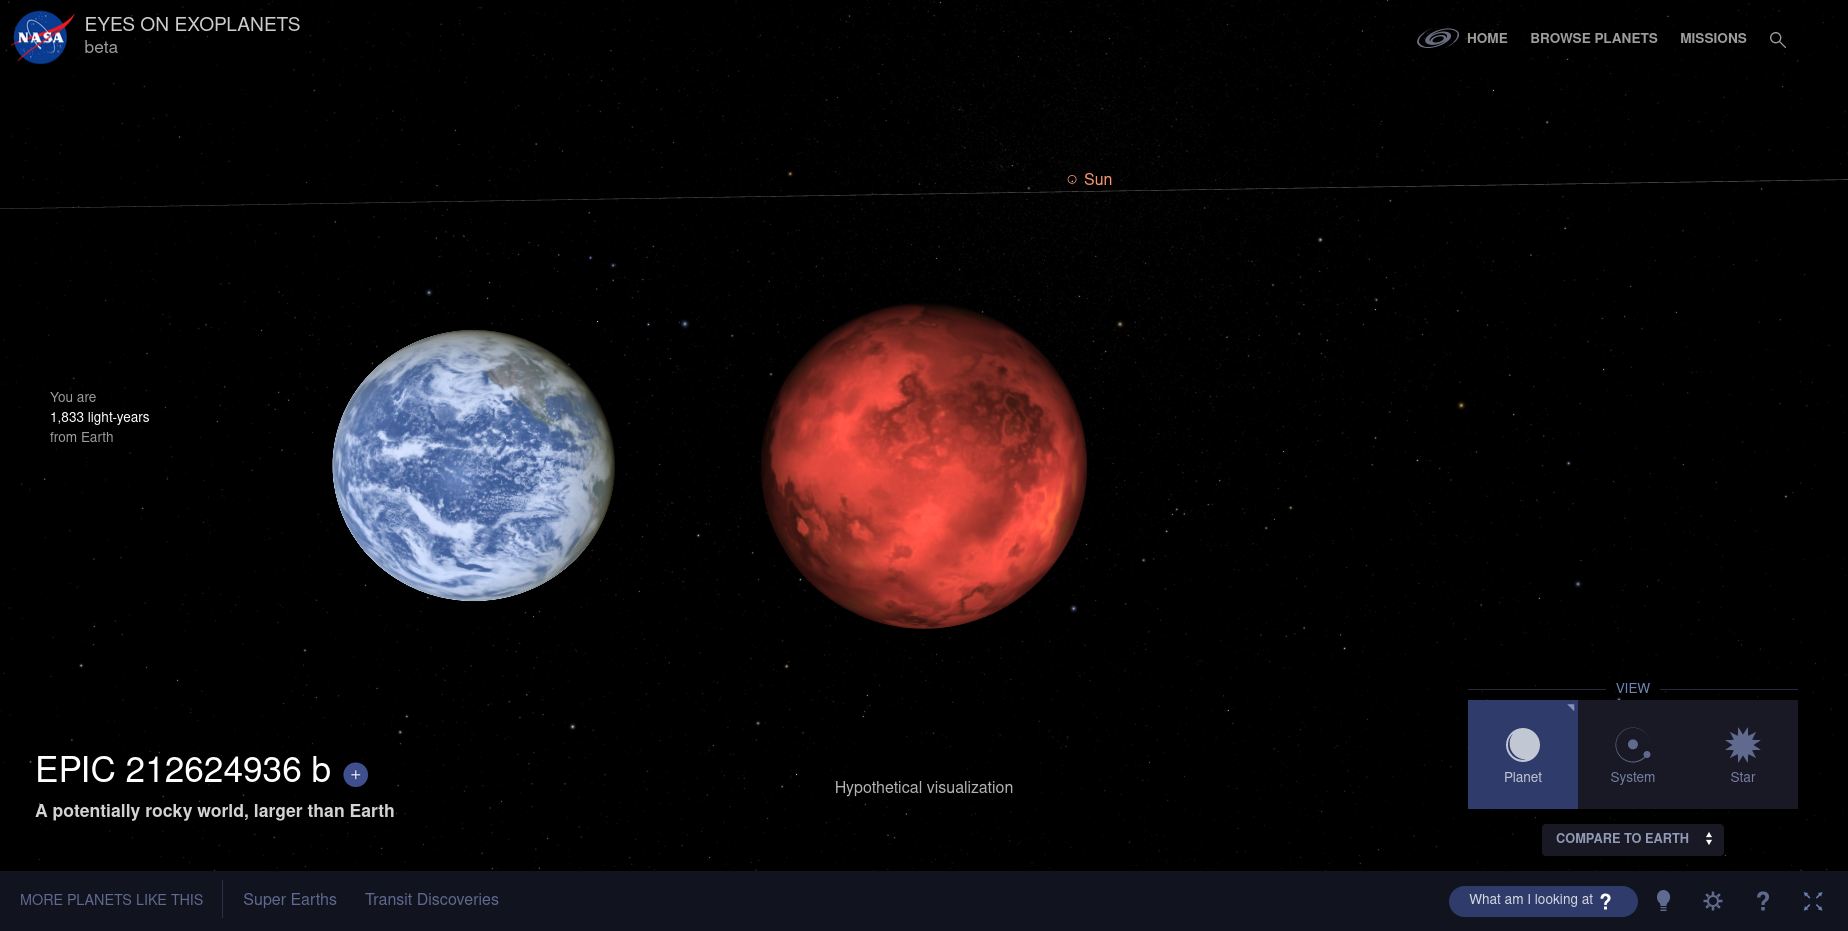 NASA
EYES ON EXOPLANETS
beta
HOME
BROWSE PLANETS
MISSIONS
Sun
You are
1,833 light-years
from Earth
EPIC 212624936 b +
A potentially rocky world, larger than Earth
Hypothetical visualization
VIEW
Planet
System
Star
COMPARE TO EARTH
MORE PLANETS LIKE THIS
Super Earths
Transit Discoveries
What am I looking at ?
?